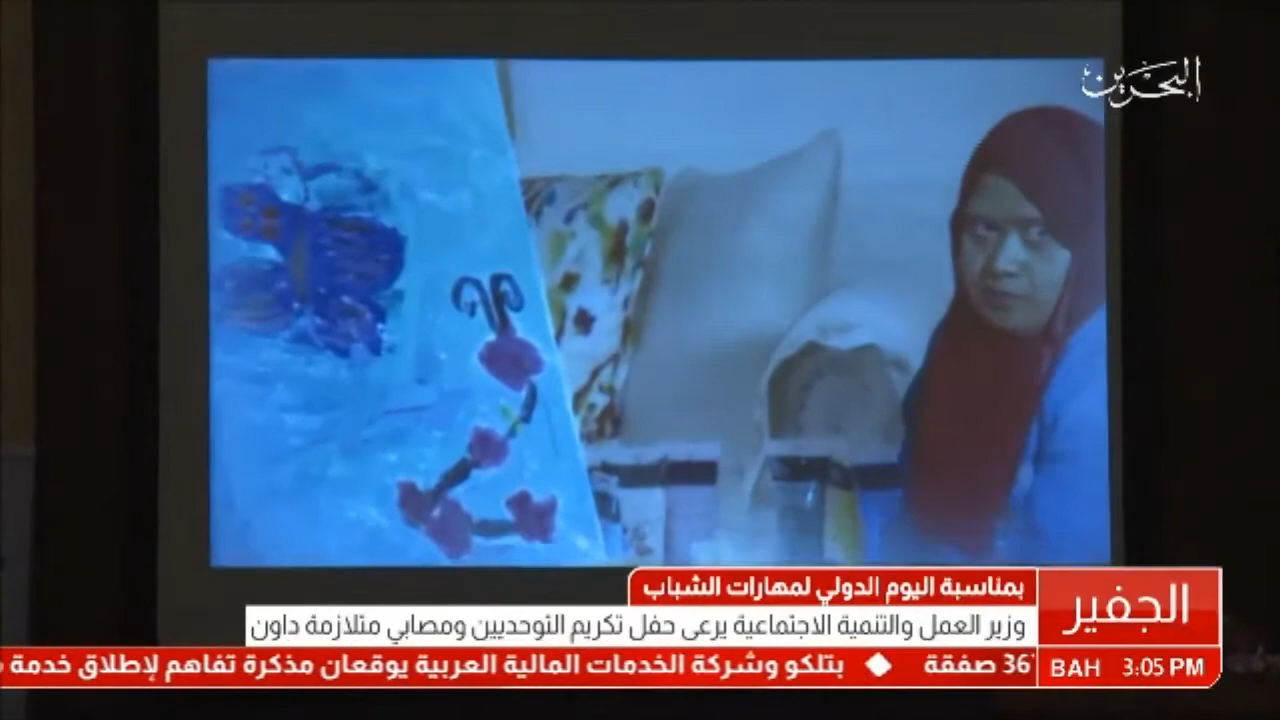 البحرين
بمناسبة اليوم الدولي لمهارات الشباب
الجفير
وزير العمل والتنمية الاجتماعية يرعى حفل تكريم التوحديين ومصابي متلازمة داون
36 صفقة ◆ بتلكو وشركة الخدمات المالية العربية يوقعان مذكرة تفاهم لإطلاق خدمة
BAH 3:05 PM